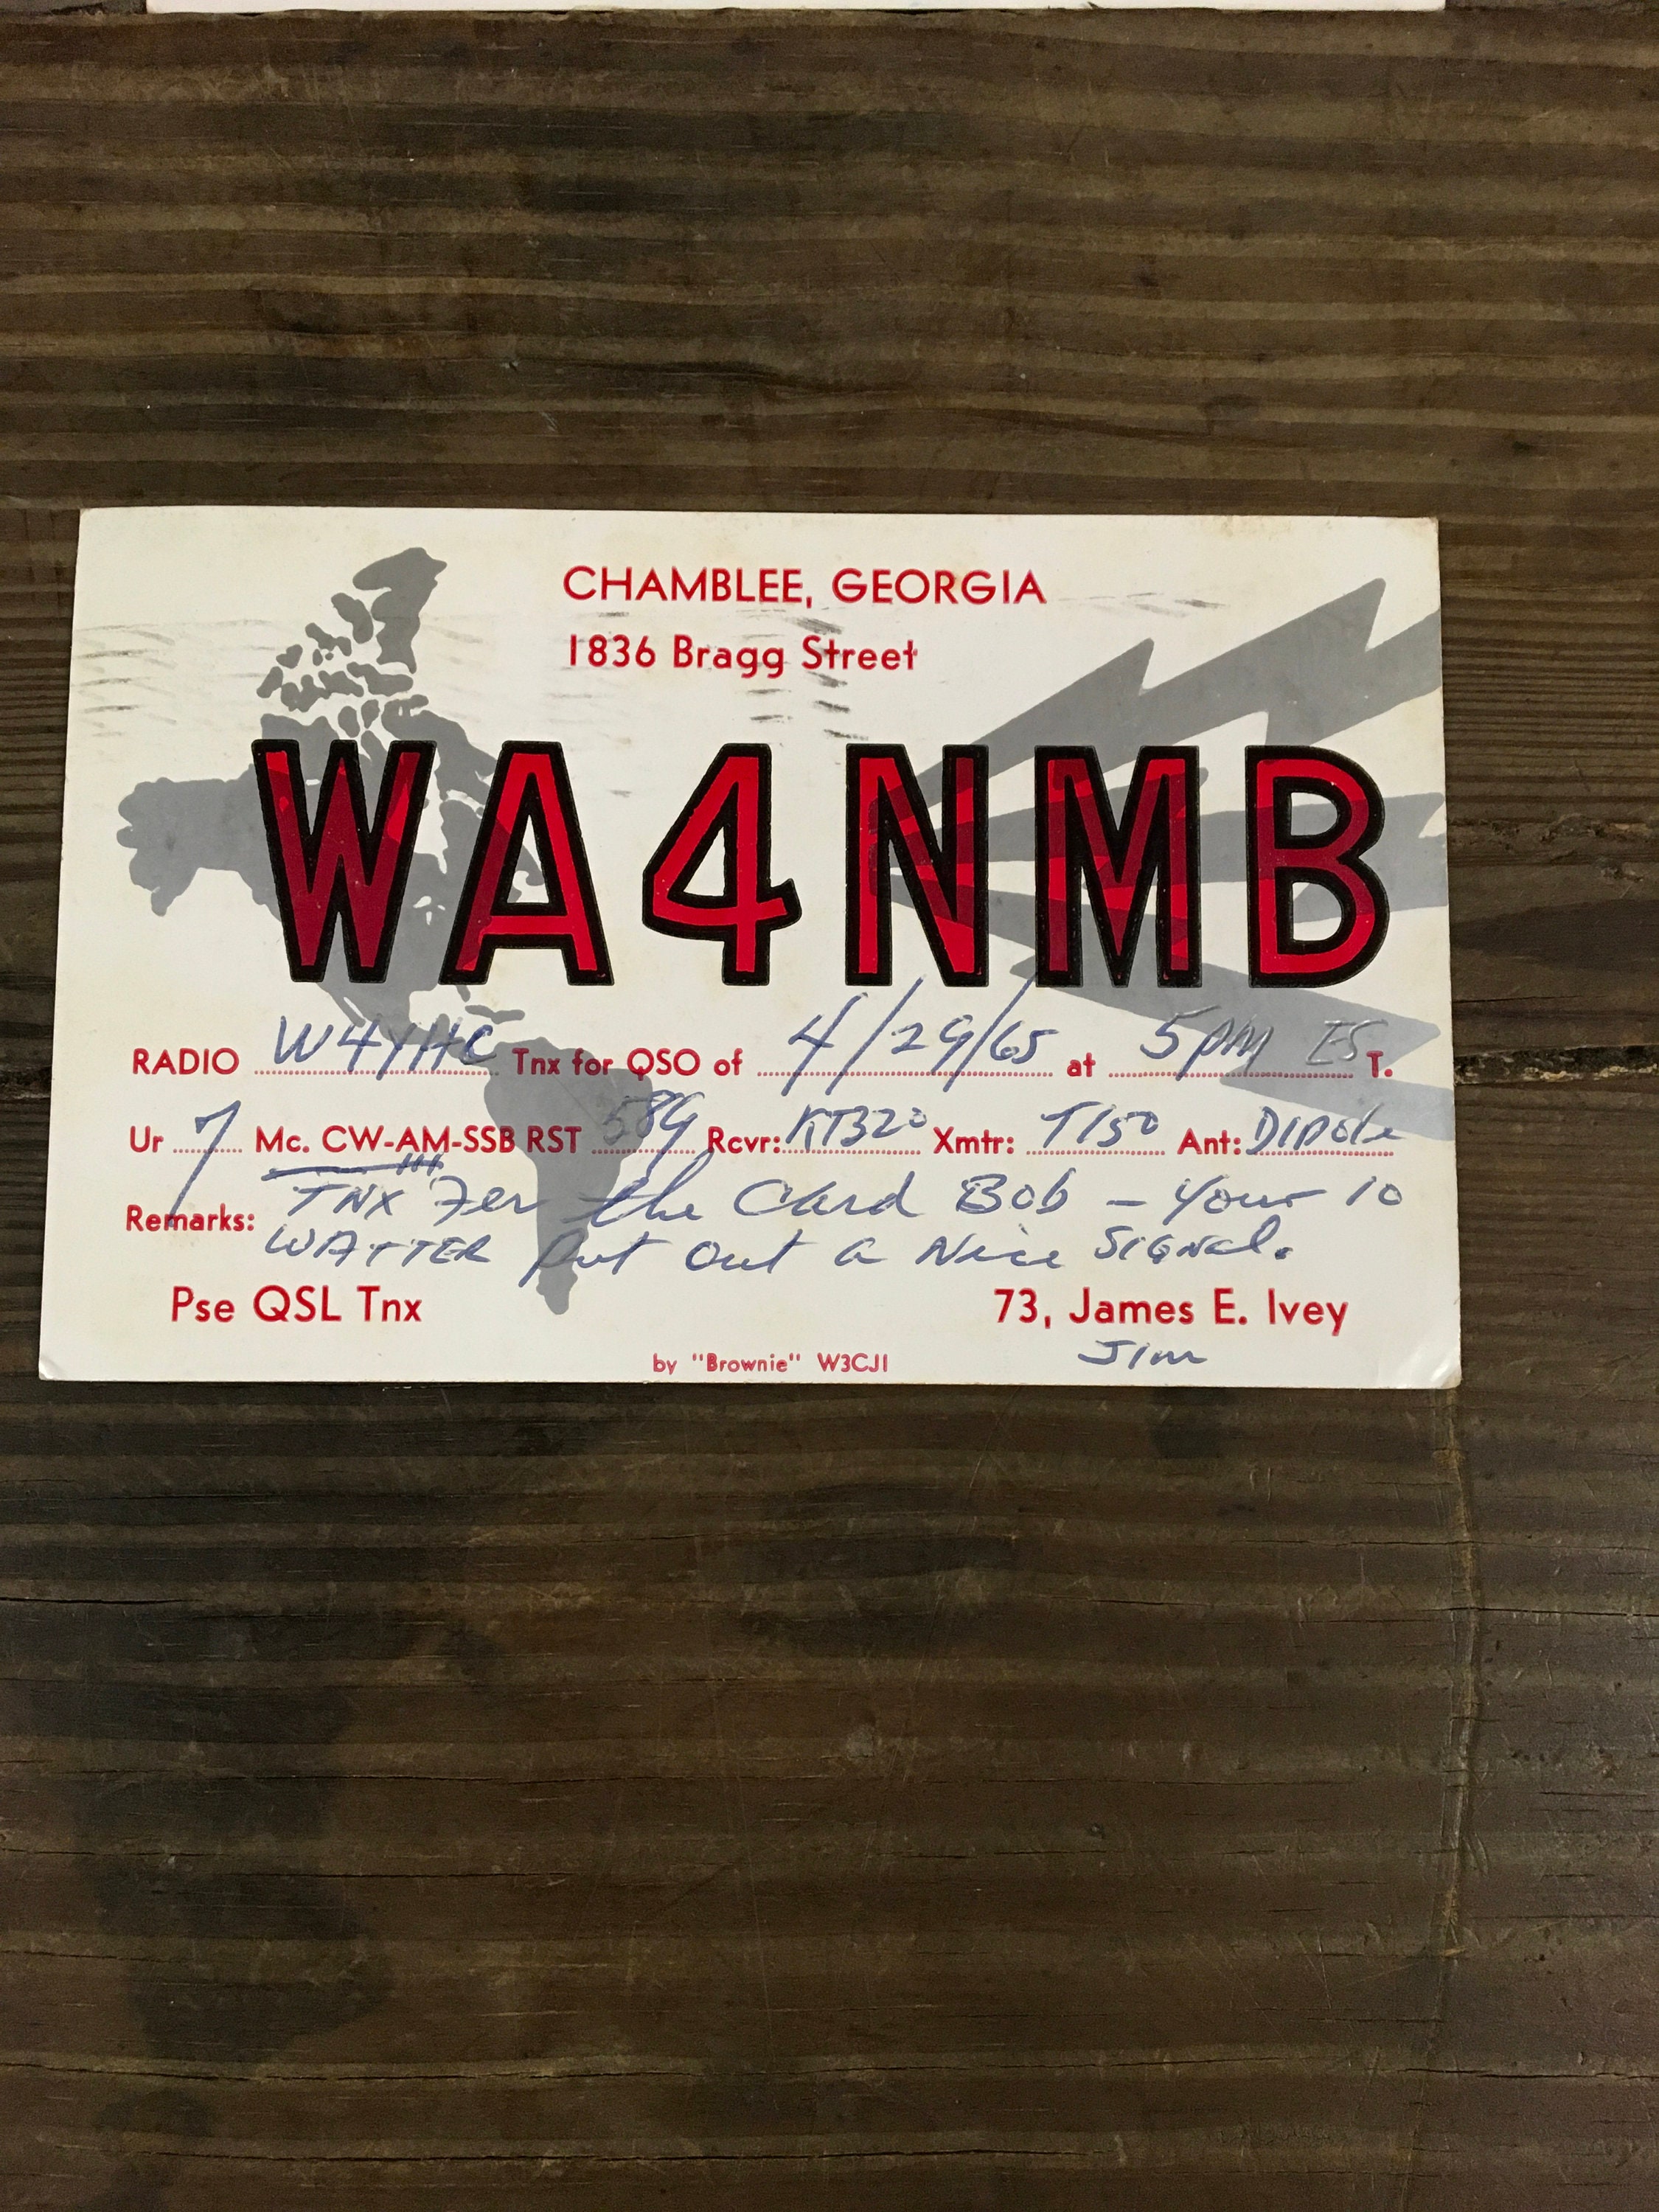 CHAMBLEE, GEORGIA
1836 Bragg Street
WA4NMB
RADIO W4YHC Tnx for QSO of 4/29/65 at 5PM EST.
Ur 7 Mc. CW-AM-SSB RST 589 Rcvr: KT320 Xmtr: T150 Ant: Dipole
Remarks: TNX Fer the Card Bob - Your 10
WATTER Put Out a Nice SIGNal.
Pse QSL Tnx
73, James E. Ivey
Jim
by "Brownie" W3CJI